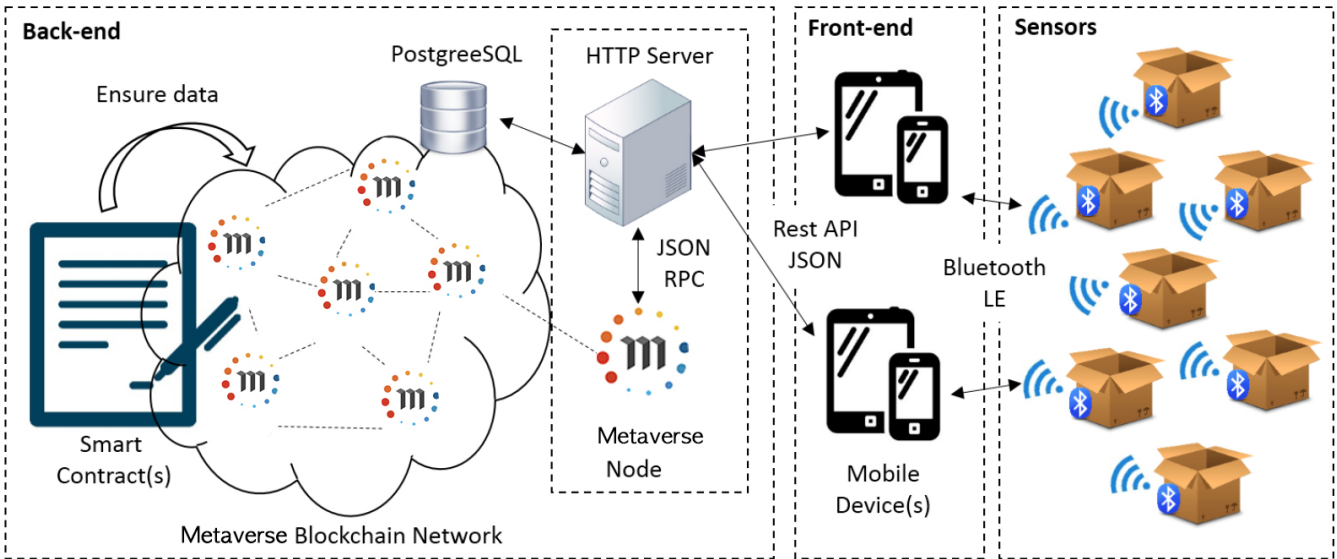 Back-end
Front-end
Sensors
PostgreeSQL
HTTP Server
Ensure data
JSON
RPC
Rest API
JSON
Bluetooth
LE
Smart
Contract(s)
Metaverse
Node
Mobile
Device(s)
Metaverse Blockchain Network